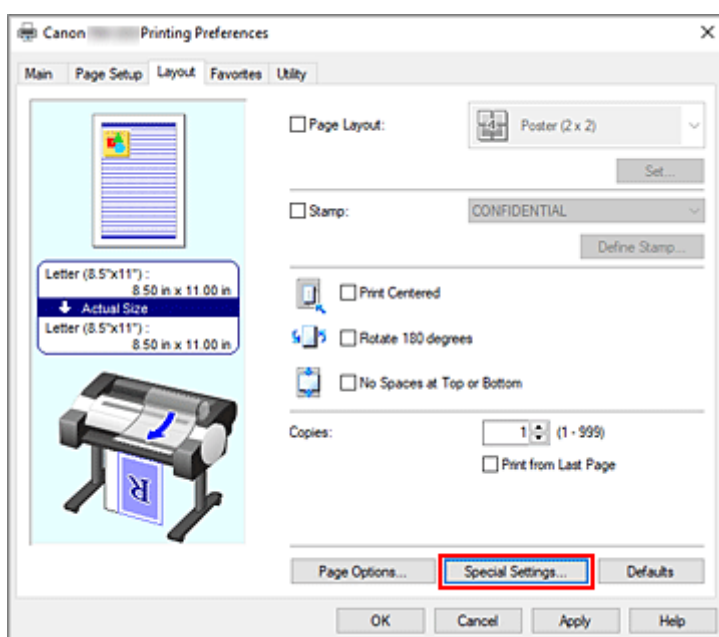 Canon Printing Preferences
Main Page Setup Layout Favorites Utility
Page Layout:
4
Poster (2 x 2)
Set...
Stamp:
CONFIDENTIAL
Define Stamp...
Letter (8.5"x11") :
8.50 in x 11.00 in
Actual Size
Letter (8.5"x11") :
8.50 in x 11.00 in
Print Centered
Rotate 180 degrees
No Spaces at Top or Bottom
Copies:
1 (1 - 999)
Print from Last Page
R
Page Options... Special Settings... Defaults
OK Cancel Apply Help